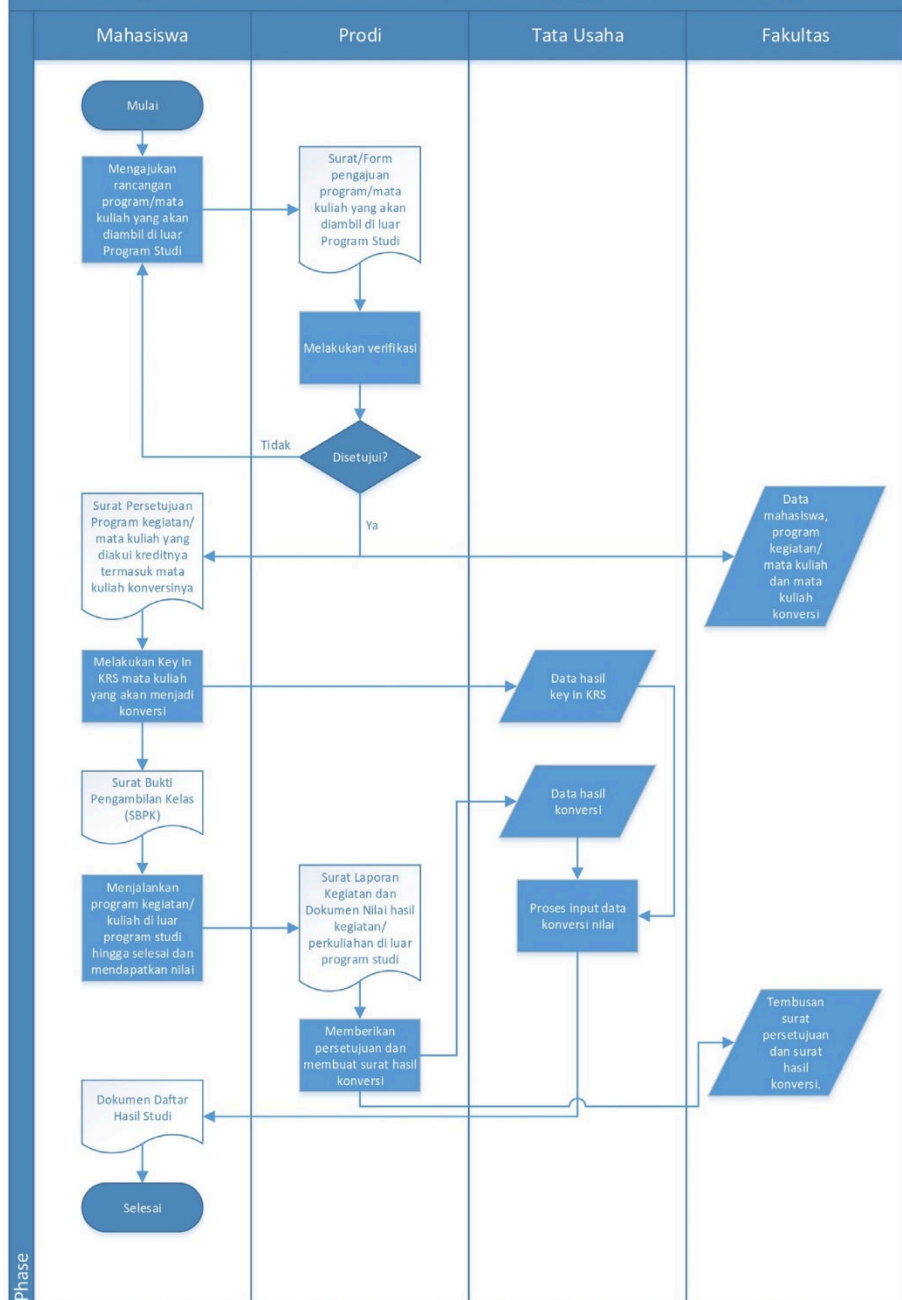 Mahasiswa
Prodi
Tata Usaha
Fakultas
Mulai
Mengajukan
rancangan
program/mata
kuliah yang akan
diambil di luar
Program Studi
Surat/Form
pengajuan
program/mata
kuliah yang akan
diambil di luar
Program Studi
Melakukan verifikasi
Disetujui?
Tidak
Ya
Surat Persetujuan
Program kegiatan/
mata kuliah yang
diakui kreditnya
termasuk mata
kuliah konversinya
Data
mahasiswa,
program
kegiatan/
mata kuliah
dan mata
kuliah
konversi
Melakukan Key In
KRS mata kuliah
yang akan menjadi
konversi
Data hasil
key in KRS
Surat Bukti
Pengambilan Kelas
(SBPK)
Data hasil
konversi
Menjalankan
program kegiatan/
kuliah di luar
program studi
hingga selesai dan
mendapatkan nilai
Surat Laporan
Kegiatan dan
Dokumen Nilai hasil
kegiatan/
perkuliahan di luar
program studi
Proses input data
konversi nilai
Memberikan
persetujuan dan
membuat surat hasil
konversi
Tembusan
surat
persetujuan
dan surat
hasil
konversi.
Dokumen Daftar
Hasil Studi
Selesai
Phase